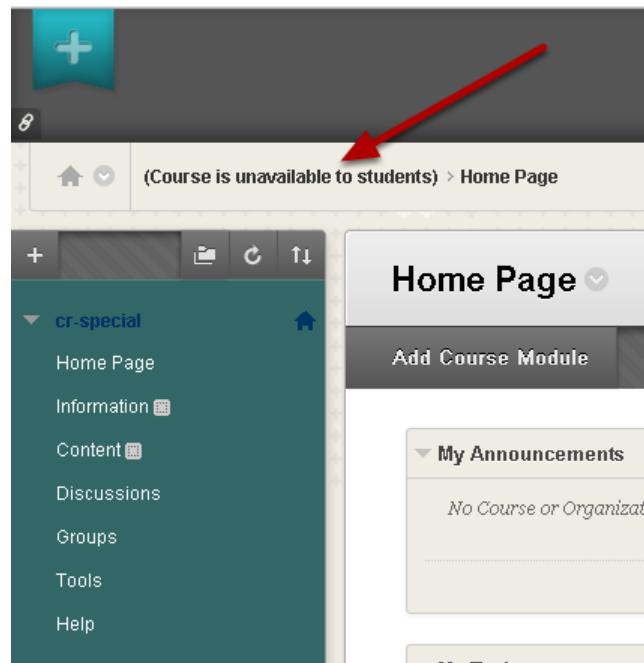 (Course is unavailable to students) > Home Page
cr-special
Home Page
Information
Content
Discussions
Groups
Tools
Help
Home Page
Add Course Module
My Announcements
No Course or